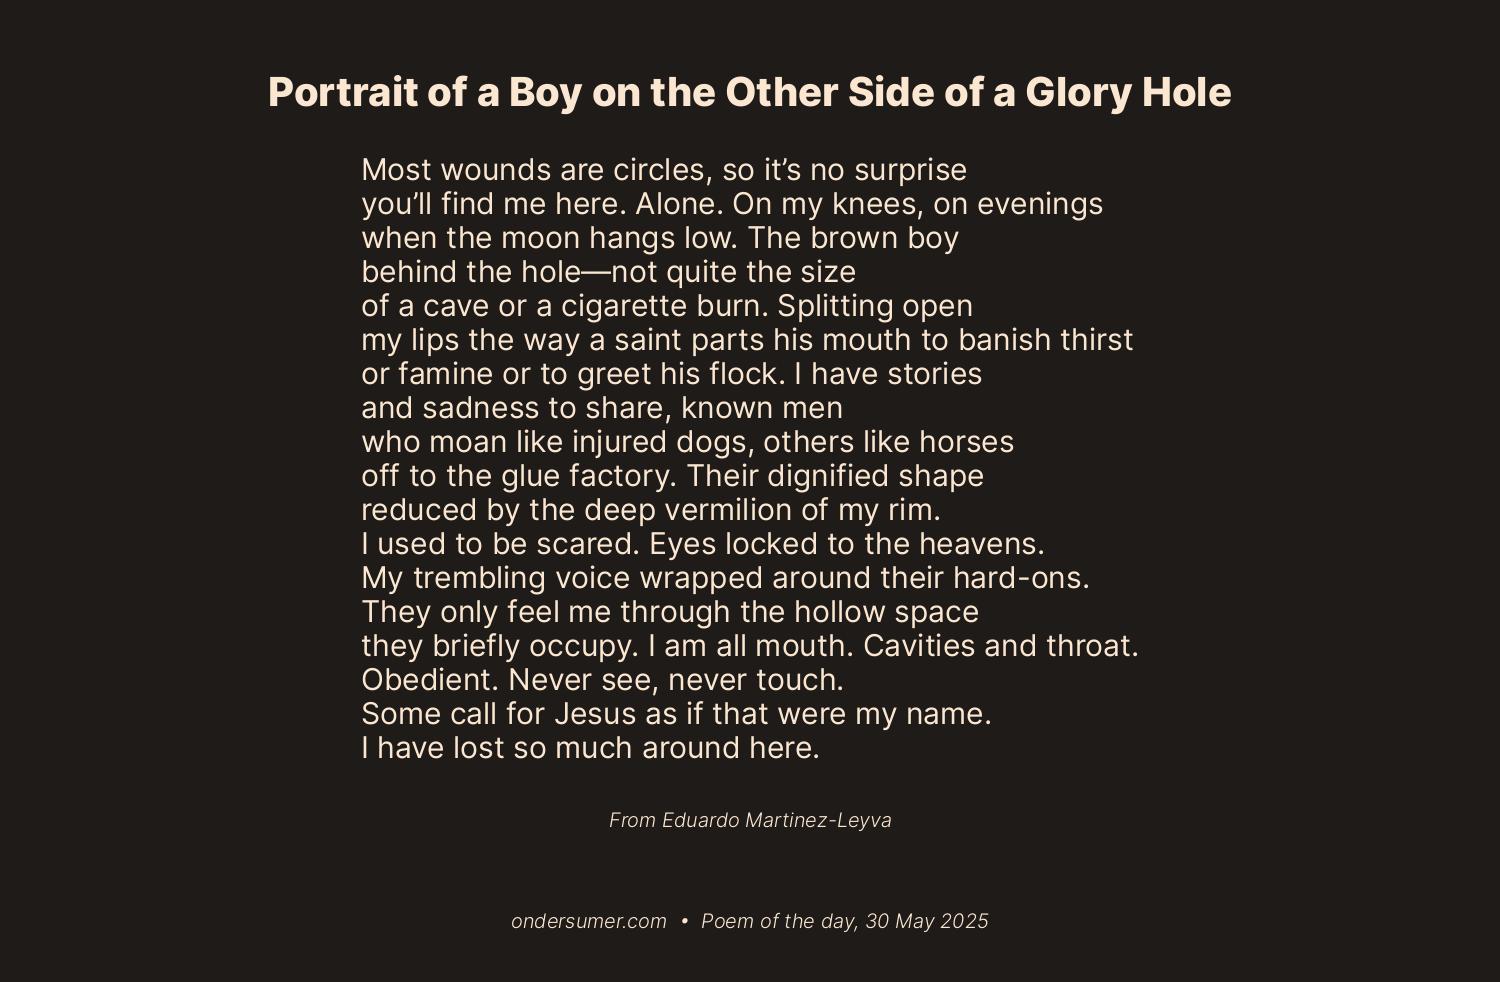 Portrait of a Boy on the Other Side of a Glory Hole
Most wounds are circles, so it’s no surprise
you’ll find me here. Alone. On my knees, on evenings
when the moon hangs low. The brown boy
behind the hole—not quite the size
of a cave or a cigarette burn. Splitting open
my lips the way a saint parts his mouth to banish thirst
or famine or to greet his flock. I have stories
and sadness to share, known men
who moan like injured dogs, others like horses
off to the glue factory. Their dignified shape
reduced by the deep vermilion of my rim.
I used to be scared. Eyes locked to the heavens.
My trembling voice wrapped around their hard-ons.
They only feel me through the hollow space
they briefly occupy. I am all mouth. Cavities and throat.
Obedient. Never see, never touch.
Some call for Jesus as if that were my name.
I have lost so much around here.
From Eduardo Martinez-Leyva
ondersumer.com • Poem of the day, 30 May 2025